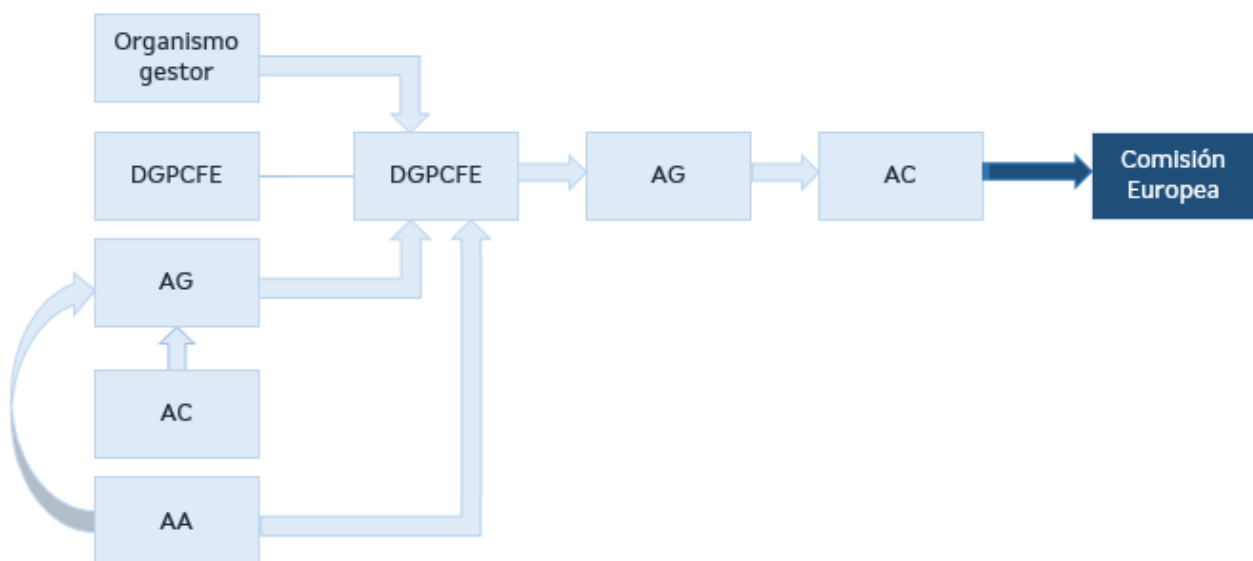 Organismo
gestor
DGPCFE
DGPCFE
AG
AC
Comisión
Europea
AG
AC
AA